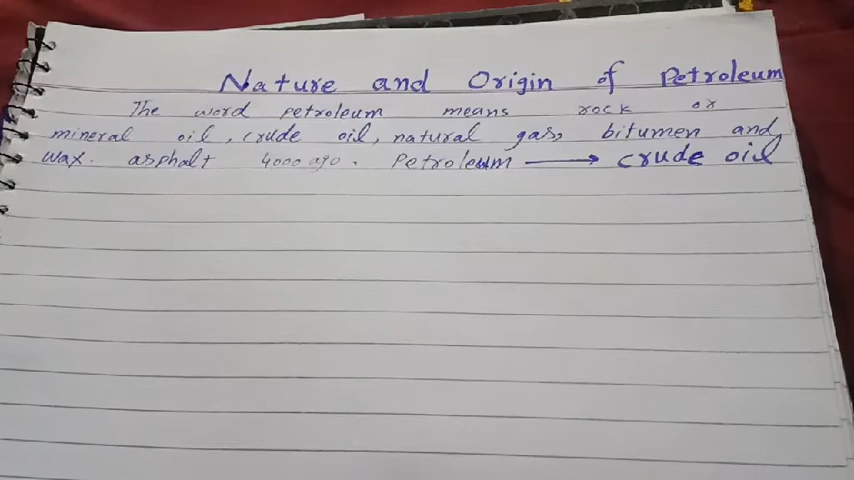 Nature and Origin of Petroleum
The word petroleum means rock or
mineral oil, crude oil, natural gas, bitumen and
wax. asphalt 4000 ago. Petroleum → crude oil